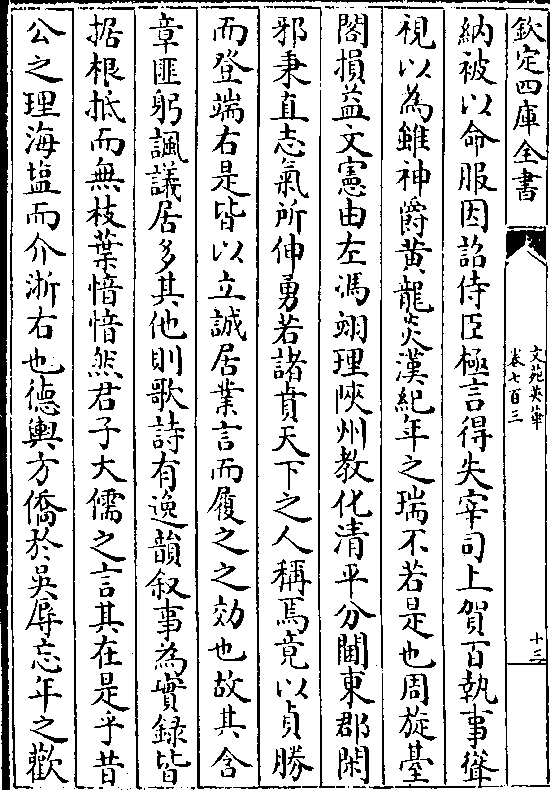 欽定四庫全書
文苑英華
卷七百三
十三
納被以命服因詔侍臣極言得失宰司上賀百執事聳
視以為雖神爵黄龍炎漢紀年之瑞不若是也周旋臺
閣損益文憲由左馮翊理陜州教化清平分閫東郡閑
邪秉直志氣所伸勇若諸賁天下之人稱焉竟以貞勝
而登端右是皆以立誠居業言而履之之効也故其含
章匪躬諷議居多其他則歌詩有逸韻叙事為實録皆
据根柢而無枝葉愔愔然君子大儒之言其在是乎昔
公之理海塩而介浙右也德輿方僑於吳辱忘年之歡